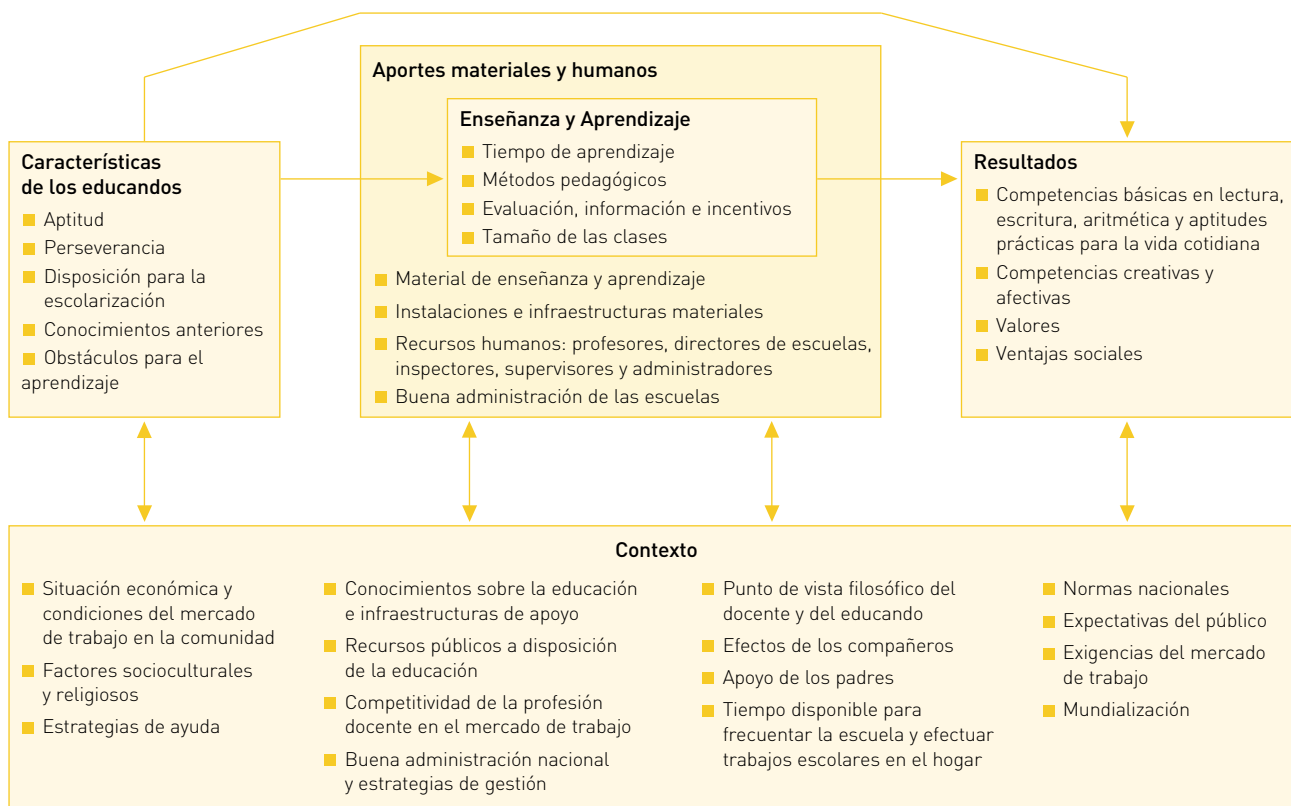 Aportes materiales y humanos
Enseñanza y Aprendizaje
Tiempo de aprendizaje
Métodos pedagógicos
Evaluación, información e incentivos
Tamaño de las clases
Material de enseñanza y aprendizaje
Instalaciones e infraestructuras materiales
Recursos humanos: profesores, directores de escuelas,
inspectores, supervisores y administradores
Buena administración de las escuelas
Características
de los educandos
Aptitud
Perseverancia
Disposición para la
escolarización
Conocimientos anteriores
Obstáculos para el
aprendizaje
Resultados
Competencias básicas en lectura,
escritura, aritmética y aptitudes
prácticas para la vida cotidiana
Competencias creativas y
afectivas
Valores
Ventajas sociales
Contexto
Situación económica y
condiciones del mercado
de trabajo en la comunidad
Factores socioculturales
y religiosos
Estrategias de ayuda
Conocimientos sobre la educación
e infraestructuras de apoyo
Recursos públicos a disposición
de la educación
Competitividad de la profesión
docente en el mercado de trabajo
Buena administración nacional
y estrategias de gestión
Punto de vista filosófico del
docente y del educando
Efectos de los compañeros
Apoyo de los padres
Tiempo disponible para
frecuentar la escuela y efectuar
trabajos escolares en el hogar
Normas nacionales
Expectativas del público
Exigencias del mercado
de trabajo
Mundialización